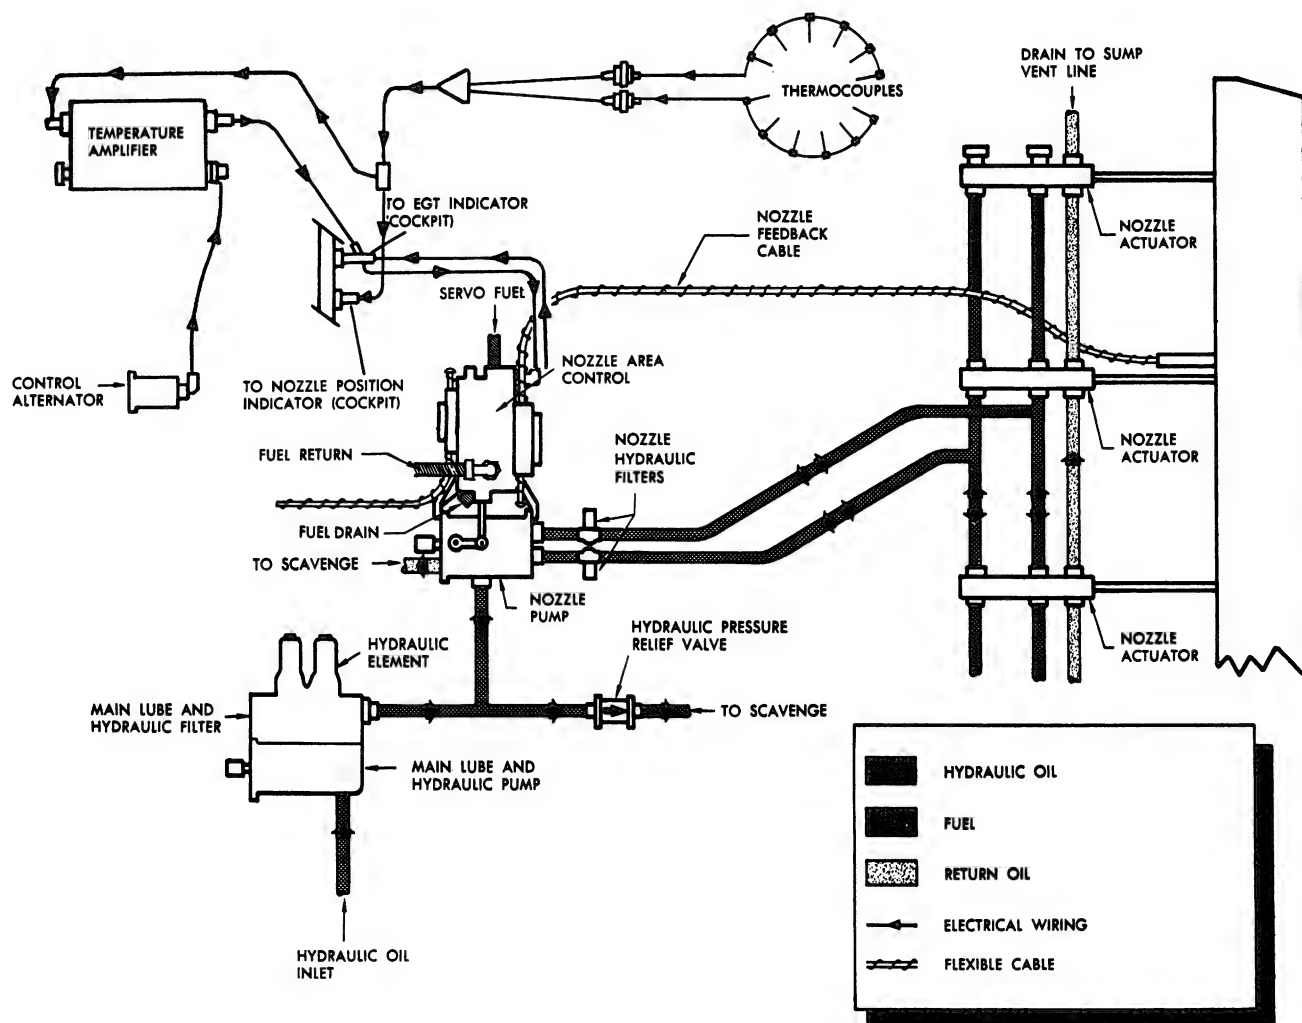 DRAIN TO SUMP
VENT LINE
THERMOCOUPLES
TEMPERATURE
AMPLIFIER
TO EGT INDICATOR
(COCKPIT)
NOZZLE
FEEDBACK
CABLE
NOZZLE
ACTUATOR
SERVO FUEL
NOZZLE AREA
CONTROL
CONTROL
ALTERNATOR
TO NOZZLE POSITION
INDICATOR (COCKPIT)
FUEL RETURN
NOZZLE
HYDRAULIC
FILTERS
NOZZLE
ACTUATOR
FUEL DRAIN
TO SCAVENGE
NOZZLE
PUMP
HYDRAULIC
ELEMENT
HYDRAULIC PRESSURE
RELIEF VALVE
NOZZLE
ACTUATOR
MAIN LUBE AND
HYDRAULIC FILTER
TO SCAVENGE
MAIN LUBE AND
HYDRAULIC PUMP
HYDRAULIC OIL
INLET
HYDRAULIC OIL
FUEL
RETURN OIL
ELECTRICAL WIRING
FLEXIBLE CABLE